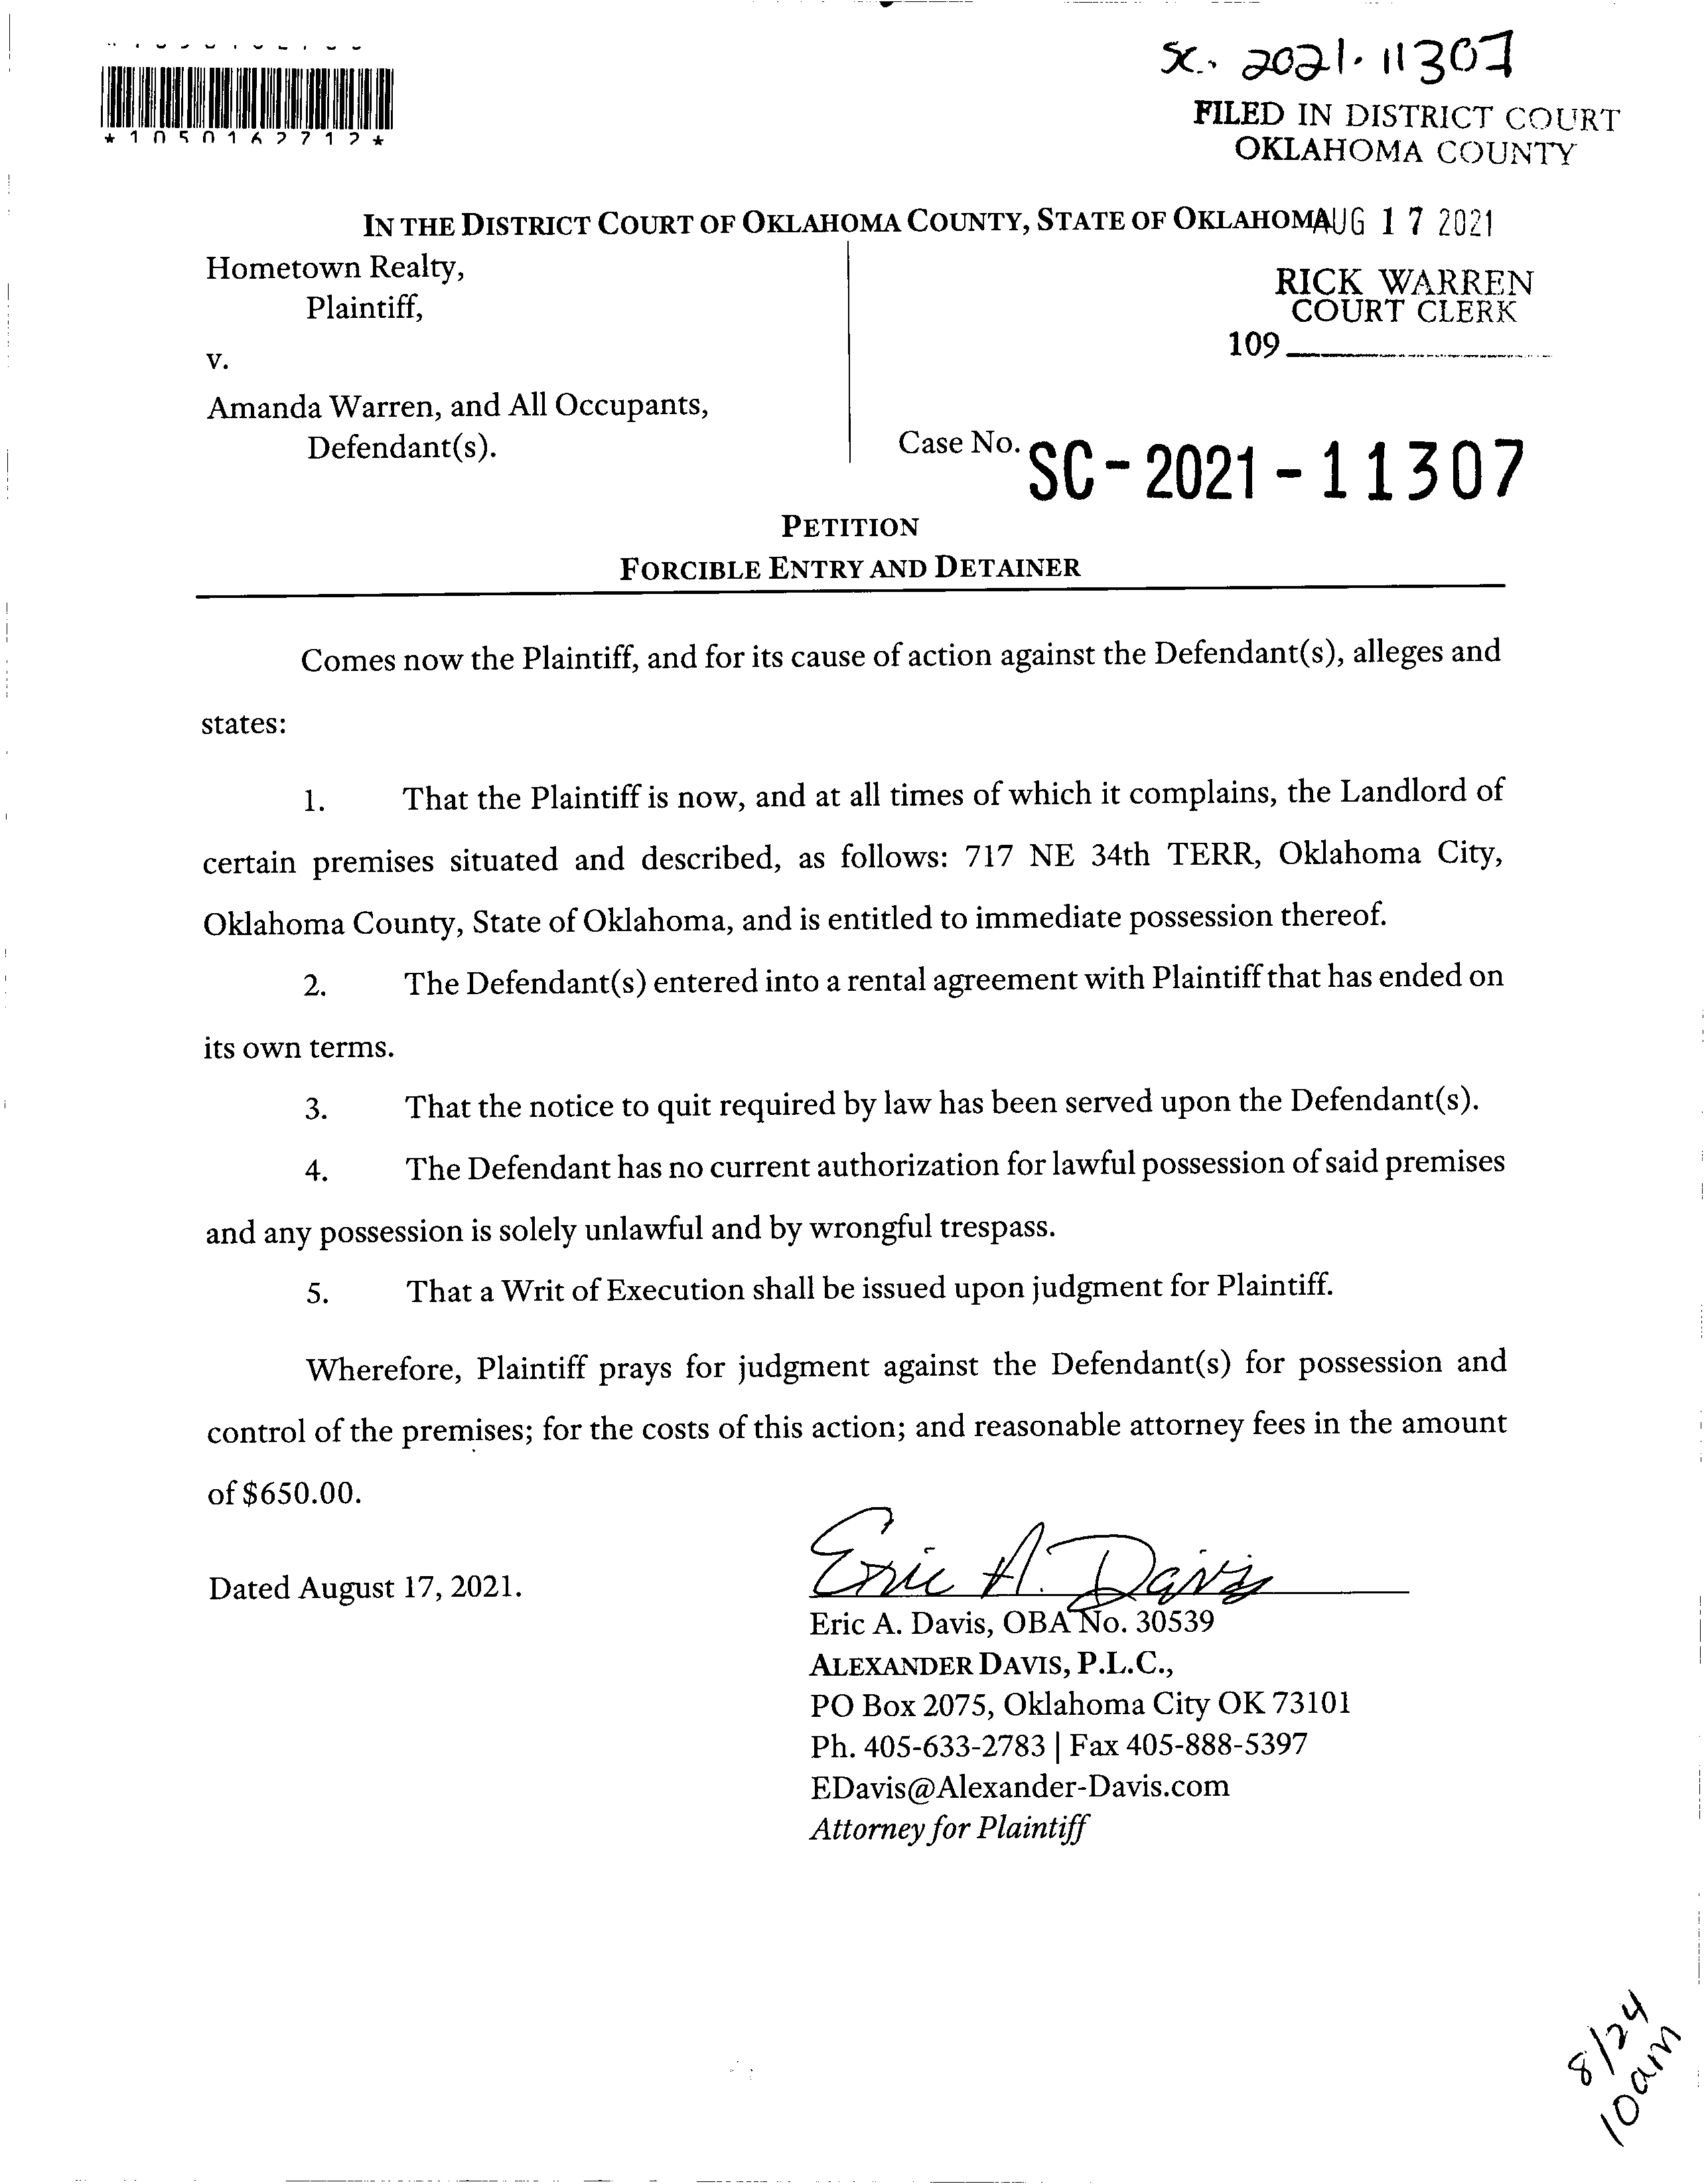 SC. 2021. 11307
*1050162712*
FILED IN DISTRICT COURT
OKLAHOMA COUNTY
IN THE DISTRICT COURT OF OKLAHOMA COUNTY, STATE OF OKLAHOMA
AUG 17 2021
Hometown Realty,
Plaintiff,
RICK WARREN
COURT CLERK
109
v.
Amanda Warren, and All Occupants,
Defendant(s).
Case No. SC-2021-11307
PETITION
FORCIBLE ENTRY AND DETAINER
Comes now the Plaintiff, and for its cause of action against the Defendant(s), alleges and
states:
1. That the Plaintiff is now, and at all times of which it complains, the Landlord of
certain premises situated and described, as follows: 717 NE 34th TERR, Oklahoma City,
Oklahoma County, State of Oklahoma, and is entitled to immediate possession thereof.
2. The Defendant(s) entered into a rental agreement with Plaintiff that has ended on
its own terms.
3. That the notice to quit required by law has been served upon the Defendant(s).
4. The Defendant has no current authorization for lawful possession of said premises
and any possession is solely unlawful and by wrongful trespass.
5. That a Writ of Execution shall be issued upon judgment for Plaintiff.
Wherefore, Plaintiff prays for judgment against the Defendant(s) for possession and
control of the premises; for the costs of this action; and reasonable attorney fees in the amount
of $650.00.
Dated August 17, 2021.
Eric A. Davis
Eric A. Davis, OBA No. 30539
ALEXANDER DAVIS, P.L.C.,
PO Box 2075, Oklahoma City OK 73101
Ph. 405-633-2783 | Fax 405-888-5397
EDavis@Alexander-Davis.com
Attorney for Plaintiff
8/24
10am